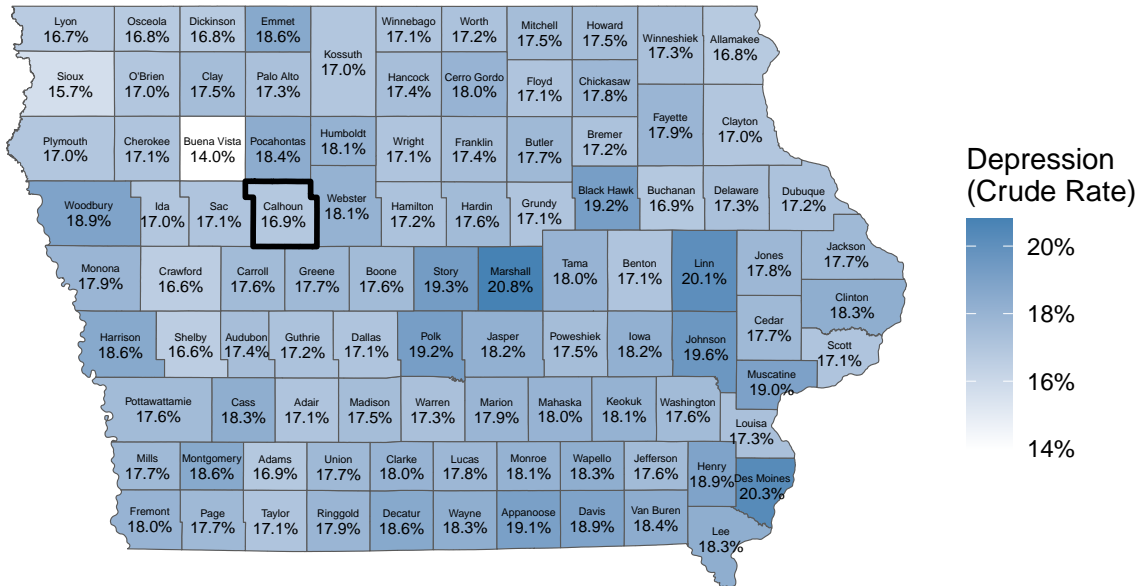 Lyon
16.7%
Osceola
16.8%
Dickinson
16.8%
Emmet
18.6%
Kossuth
17.0%
Winnebago
17.1%
Worth
17.2%
Mitchell
17.5%
Howard
17.5%
Winneshiek
17.3%
Allamakee
16.8%
Sioux
15.7%
O'Brien
17.0%
Clay
17.5%
Palo Alto
17.3%
Hancock
17.4%
Cerro Gordo
18.0%
Floyd
17.1%
Chickasaw
17.8%
Fayette
17.9%
Clayton
17.0%
Plymouth
17.0%
Cherokee
17.1%
Buena Vista
14.0%
Pocahontas
18.4%
Humboldt
18.1%
Wright
17.1%
Franklin
17.4%
Butler
17.7%
Bremer
17.2%
Woodbury
18.9%
Ida
17.0%
Sac
17.1%
Calhoun
16.9%
Webster
18.1%
Hamilton
17.2%
Hardin
17.6%
Grundy
17.1%
Black Hawk
19.2%
Buchanan
16.9%
Delaware
17.3%
Dubuque
17.2%
Monona
17.9%
Crawford
16.6%
Carroll
17.6%
Greene
17.7%
Boone
17.6%
Story
19.3%
Marshall
20.8%
Tama
18.0%
Benton
17.1%
Linn
20.1%
Jones
17.8%
Jackson
17.7%
Clinton
18.3%
Harrison
18.6%
Shelby
16.6%
Audubon
17.4%
Guthrie
17.2%
Dallas
17.1%
Polk
19.2%
Jasper
18.2%
Poweshiek
17.5%
Iowa
18.2%
Johnson
19.6%
Cedar
17.7%
Scott
17.1%
Muscatine
19.0%
Pottawattamie
17.6%
Cass
18.3%
Adair
17.1%
Madison
17.5%
Warren
17.3%
Marion
17.9%
Mahaska
18.0%
Keokuk
18.1%
Washington
17.6%
Louisa
17.3%
Mills
17.7%
Montgomery
18.6%
Adams
16.9%
Union
17.7%
Clarke
18.0%
Lucas
17.8%
Monroe
18.1%
Wapello
18.3%
Jefferson
17.6%
Henry
18.9%
Des Moines
20.3%
Fremont
18.0%
Page
17.7%
Taylor
17.1%
Ringgold
17.9%
Decatur
18.6%
Wayne
18.3%
Appanoose
19.1%
Davis
18.9%
Van Buren
18.4%
Lee
18.3%
Depression
(Crude Rate)
20%
18%
16%
14%